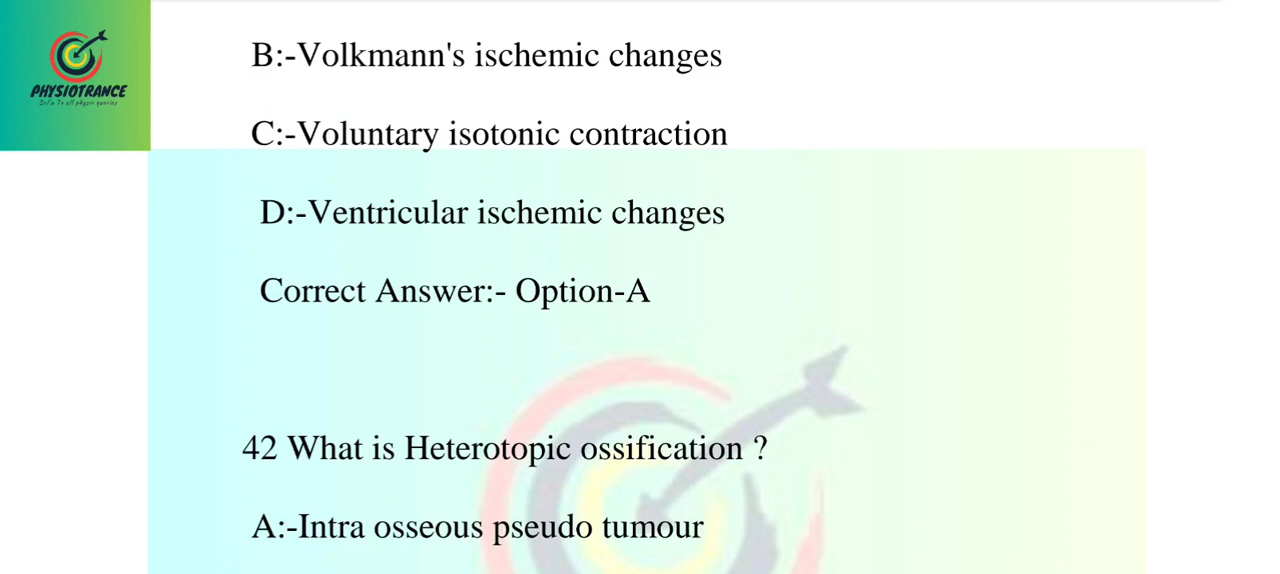 PHYSIOTRANCE
B:-Volkmann's ischemic changes
C:-Voluntary isotonic contraction
D:-Ventricular ischemic changes
Correct Answer:- Option-A
42 What is Heterotopic ossification ?
A:-Intra osseous pseudo tumour